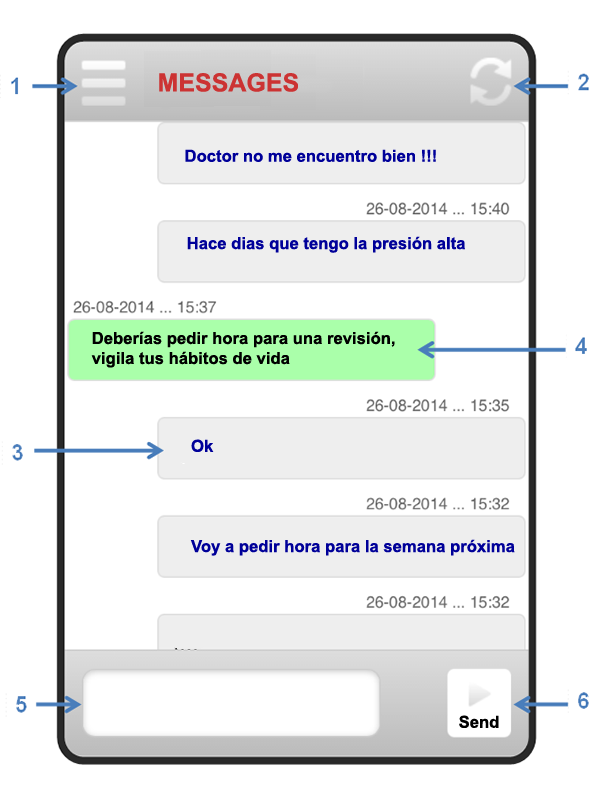 1
MESSAGES
2
Doctor no me encuentro bien !!!
26-08-2014 ... 15:40
Hace dias que tengo la presión alta
26-08-2014 ... 15:37
Deberías pedir hora para una revisión,
vigila tus hábitos de vida
4
26-08-2014 ... 15:35
3
Ok
26-08-2014 ... 15:32
Voy a pedir hora para la semana próxima
26-08-2014 ... 15:32
5
6
Send